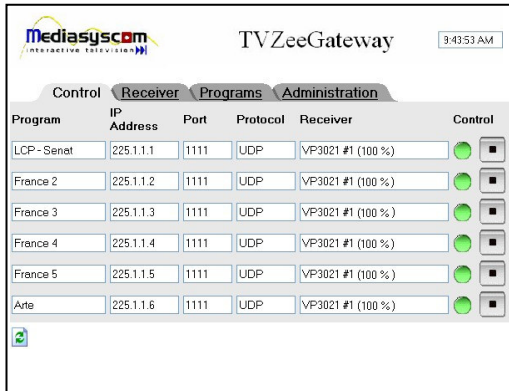 Mediasyscom
interactive television
TVZeeGateway
9:43:53 AM
Control Receiver Programs Administration
Program IP Address Port Protocol Receiver Control
LCP - Senat 225.1.1.1 1111 UDP VP3021 #1 (100 %)
France 2 225.1.1.2 1111 UDP VP3021 #1 (100 %)
France 3 225.1.1.3 1111 UDP VP3021 #1 (100 %)
France 4 225.1.1.4 1111 UDP VP3021 #1 (100 %)
France 5 225.1.1.5 1111 UDP VP3021 #1 (100 %)
Arte 225.1.1.6 1111 UDP VP3021 #1 (100 %)